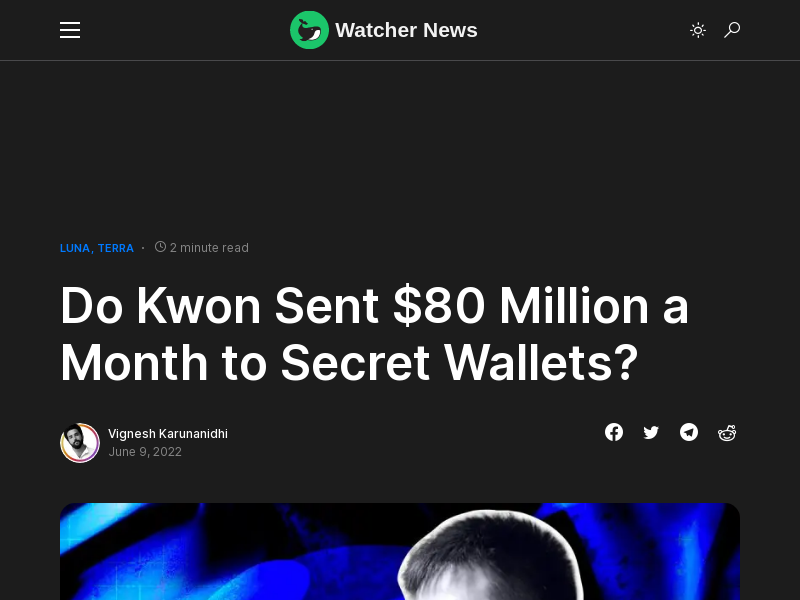 Watcher News
LUNA, TERRA · 2 minute read
Do Kwon Sent $80 Million a
Month to Secret Wallets?
Vignesh Karunanidhi
June 9, 2022